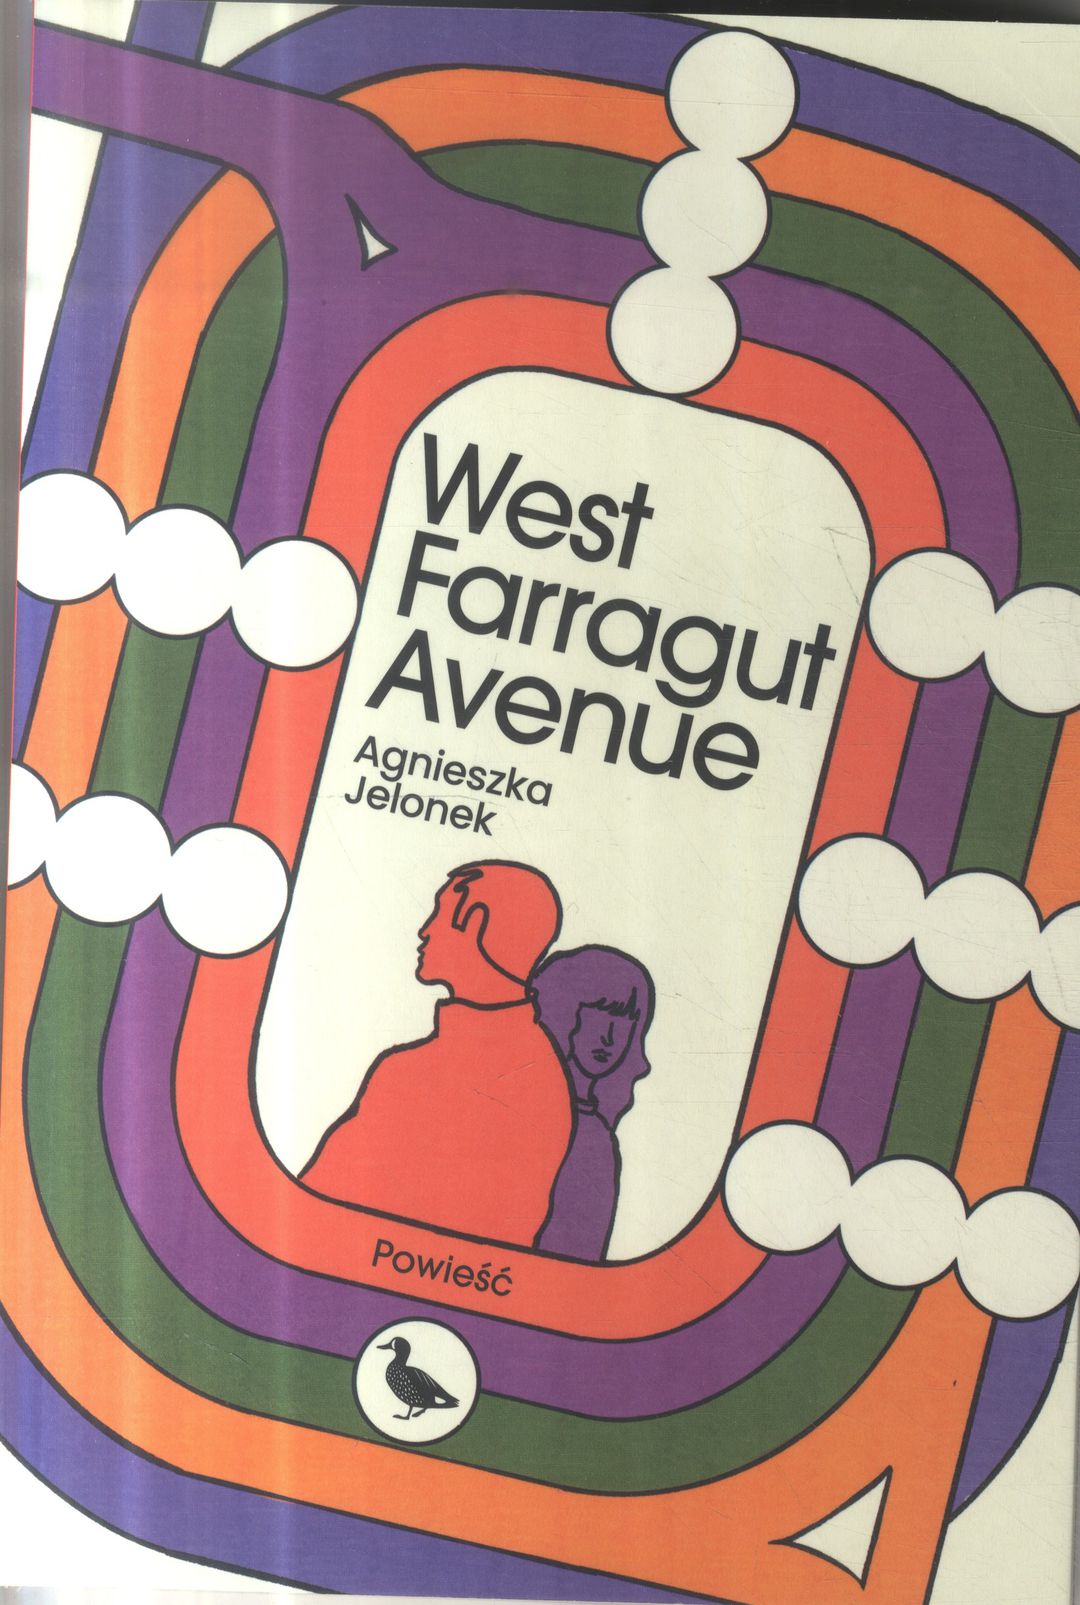 West
Farragut
Avenue
Agnieszka
Jelonek
Powieść